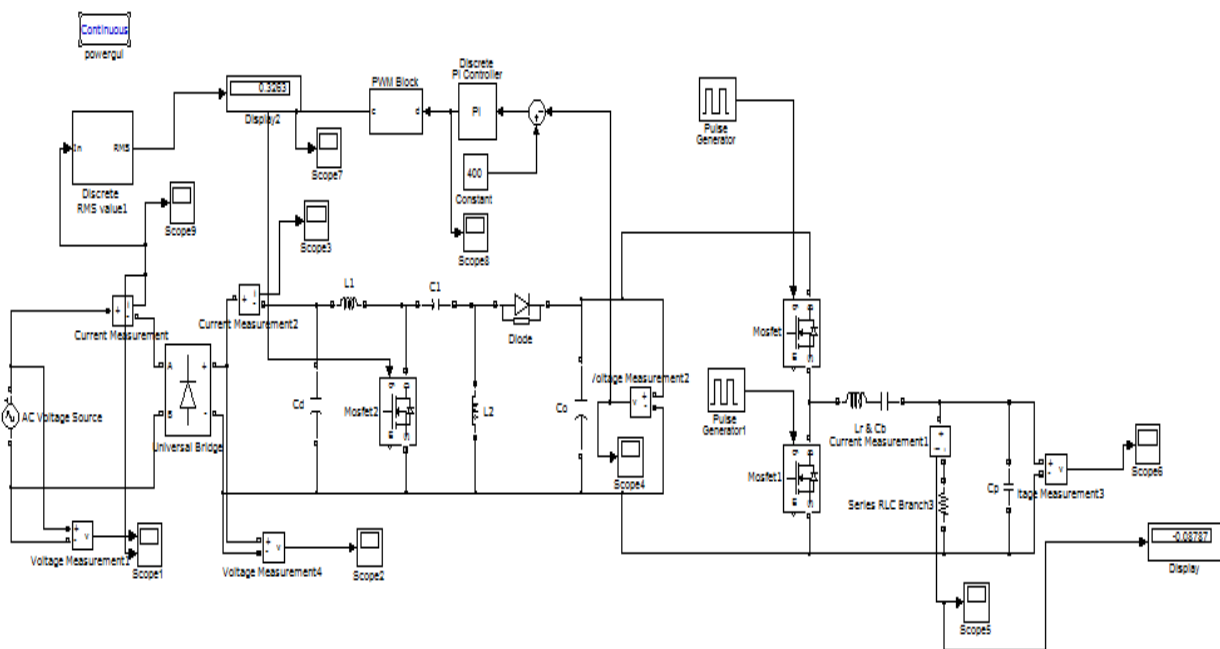 Continuous
powergui
0.3263
Display2
In
RMS
Discrete
RMS value1
Scope9
PWM Block
c
d
Discrete
PI Controller
PI
400
Constant
Scope7
Scope3
Scope8
Pulse
Generator
Current Measurement
Current Measurement2
L1
C1
Diode
L2
Cd
Mosfet2
Co
AC Voltage Source
A
B
+
-
Universal Bridge
Voltage Measurement2
v
Scope4
Mosfet
Pulse
Generator1
Mosfet1
Lr & Cb
Current Measurement1
Series RLC Branch3
Cp
v
ltage Measurement3
Scope6
v
Voltage Measurement1
Scope1
v
Voltage Measurement4
Scope2
-0.08787
Display
Scope5